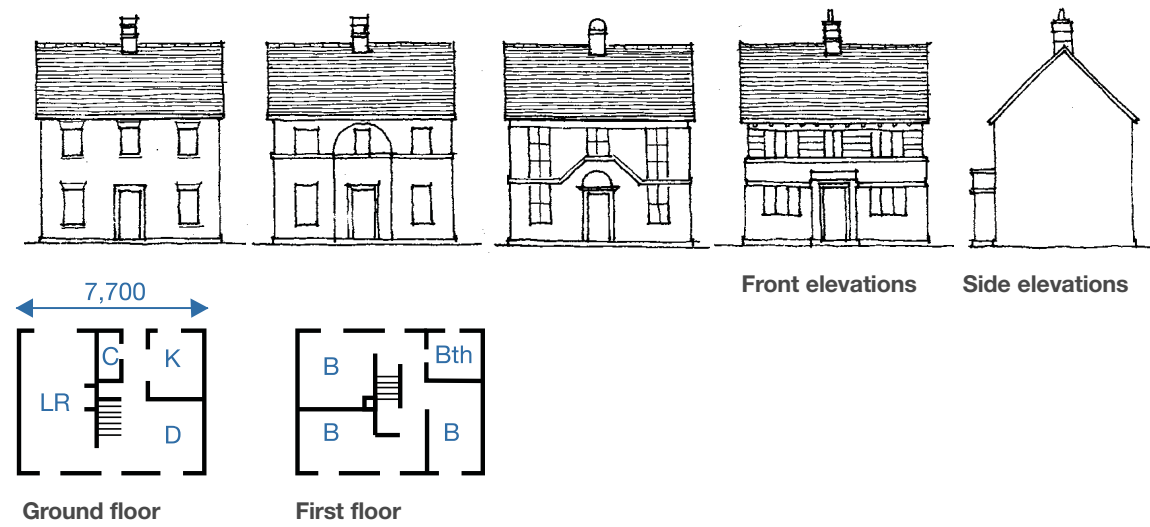 Front elevations
Side elevations
7,700
C
K
LR
D
B
Bth
B
B
Ground floor
First floor